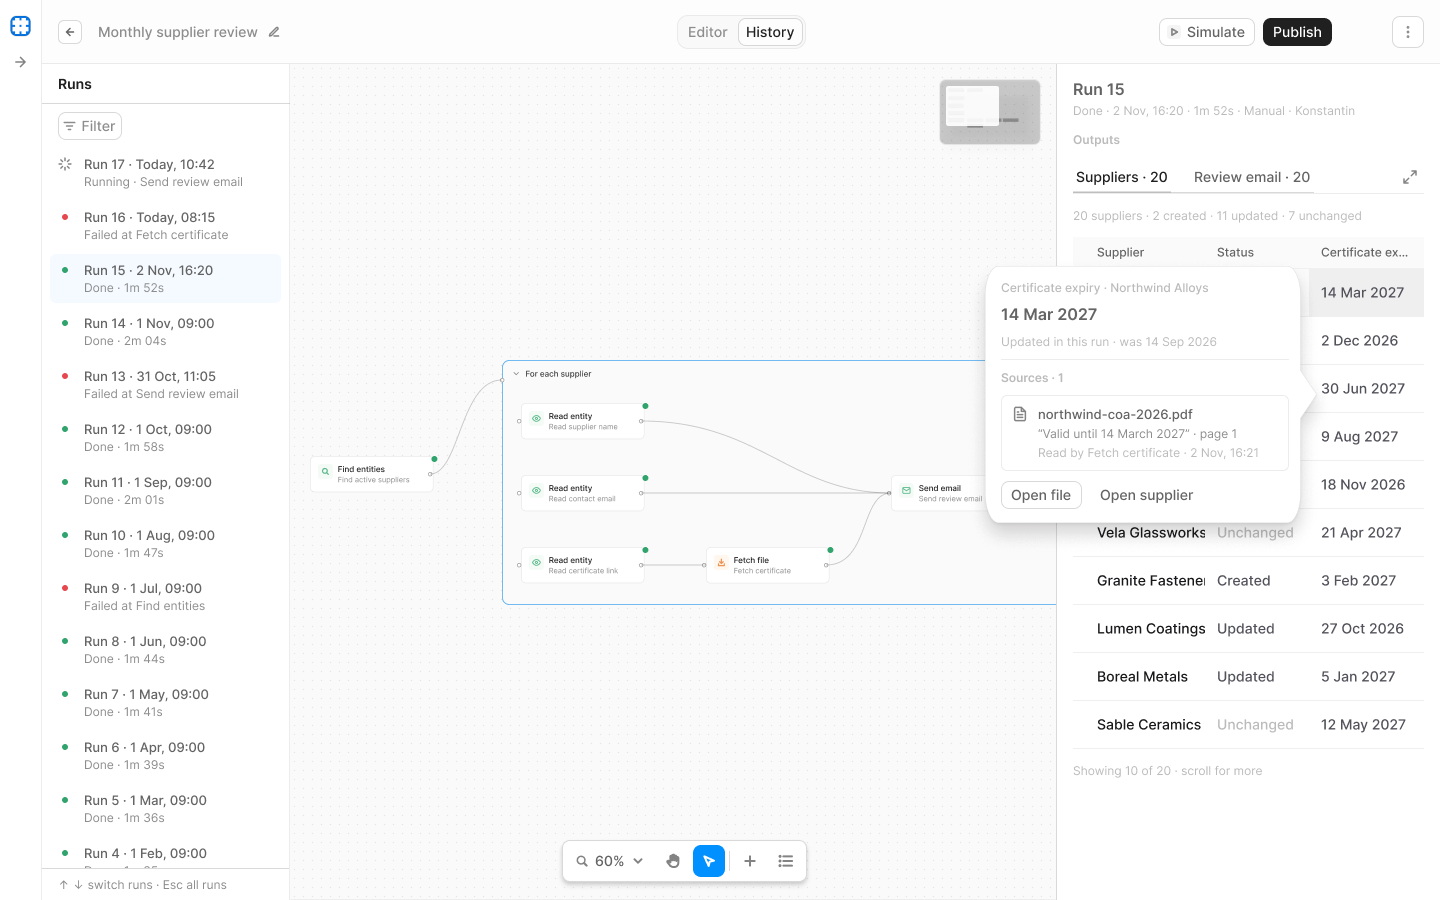 Monthly supplier review
Editor
History
Simulate
Publish
Runs
Filter
Run 17 · Today, 10:42
Running · Send review email
Run 16 · Today, 08:15
Failed at Fetch certificate
Run 15 · 2 Nov, 16:20
Done · 1m 52s
Run 14 · 1 Nov, 09:00
Done · 2m 04s
Run 13 · 31 Oct, 11:05
Failed at Send review email
Run 12 · 1 Oct, 09:00
Done · 1m 58s
Run 11 · 1 Sep, 09:00
Done · 2m 01s
Run 10 · 1 Aug, 09:00
Done · 1m 47s
Run 9 · 1 Jul, 09:00
Failed at Find entities
Run 8 · 1 Jun, 09:00
Done · 1m 44s
Run 7 · 1 May, 09:00
Done · 1m 41s
Run 6 · 1 Apr, 09:00
Done · 1m 39s
Run 5 · 1 Mar, 09:00
Done · 1m 36s
Run 4 · 1 Feb, 09:00
↑ ↓ switch runs · Esc all runs
Find entities
Find active suppliers
For each supplier
Read entity
Read supplier name
Read entity
Read contact email
Read entity
Read certificate link
Fetch file
Fetch certificate
Send email
Send review email
60%
Run 15
Done · 2 Nov, 16:20 · 1m 52s · Manual · Konstantin
Outputs
Suppliers · 20
Review email · 20
20 suppliers · 2 created · 11 updated · 7 unchanged
Supplier Status Certificate ex...
14 Mar 2027
2 Dec 2026
30 Jun 2027
9 Aug 2027
18 Nov 2026
Vela Glassworks Unchanged 21 Apr 2027
Granite Fastener Created 3 Feb 2027
Lumen Coatings Updated 27 Oct 2026
Boreal Metals Updated 5 Jan 2027
Sable Ceramics Unchanged 12 May 2027
Showing 10 of 20 · scroll for more
Certificate expiry · Northwind Alloys
14 Mar 2027
Updated in this run · was 14 Sep 2026
Sources · 1
northwind-coa-2026.pdf
“Valid until 14 March 2027” · page 1
Read by Fetch certificate · 2 Nov, 16:21
Open file
Open supplier